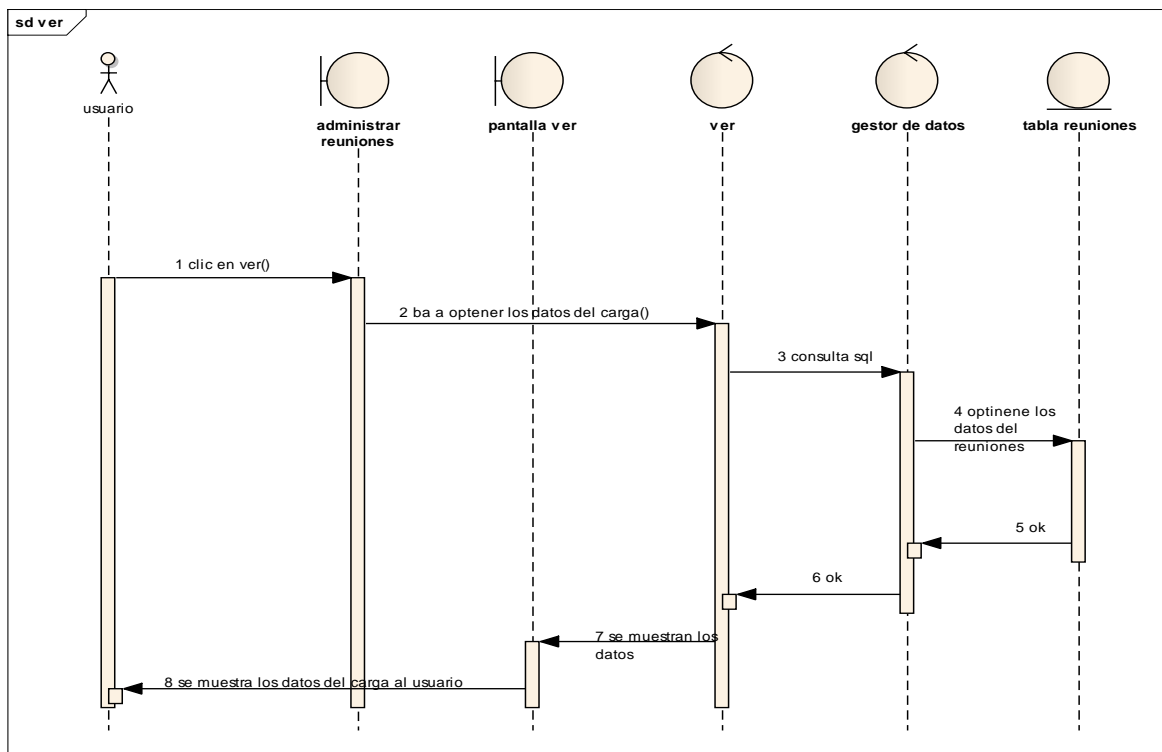 sd ver
usuario
administrar
reuniones
pantalla ver
ver
gestor de datos
tabla reuniones
1 clic en ver()
2 ba a optener los datos del carga()
3 consulta sql
4 optinene los
datos del
reuniones
5 ok
6 ok
7 se muestran los
datos
8 se muestra los datos del carga al usuario